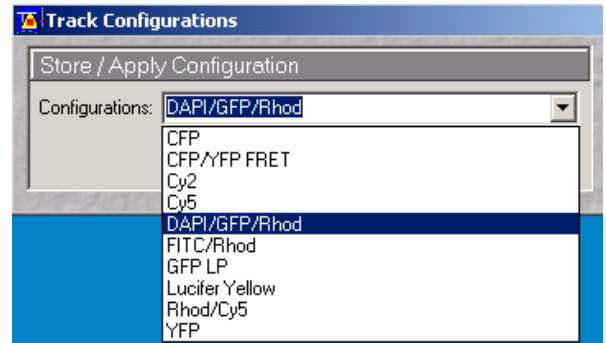 Track Configurations
Store / Apply Configuration
Configurations: DAPI/GFP/Rhod
CFP
CFP/YFP FRET
Cy2
Cy5
DAPI/GFP/Rhod
FITC/Rhod
GFP LP
Lucifer Yellow
Rhod/Cy5
YFP